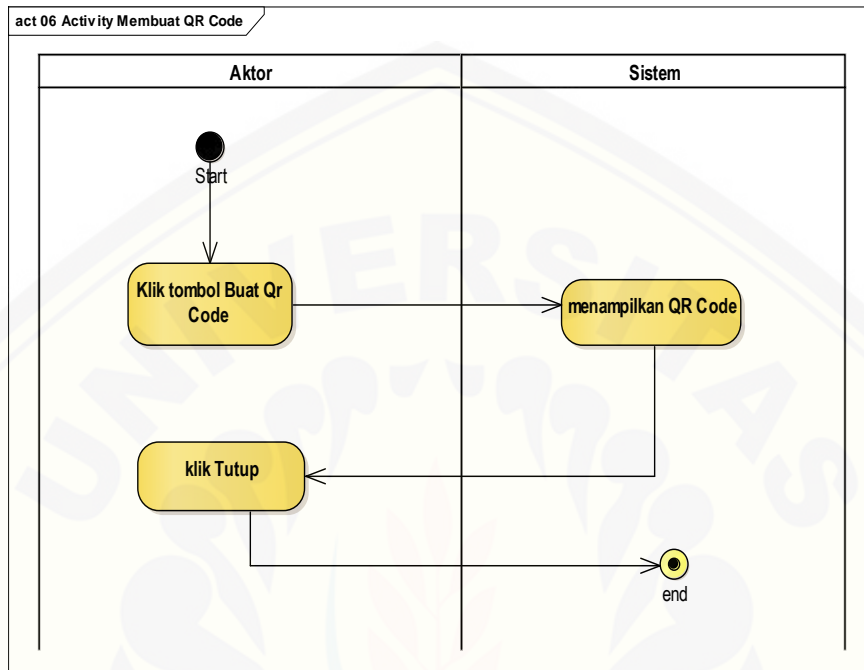 act 06 Activity Membuat QR Code
Aktor
Sistem
Start
Klik tombol Buat Qr
Code
menampilkan QR Code
klik Tutup
end
UNIVERSITAS